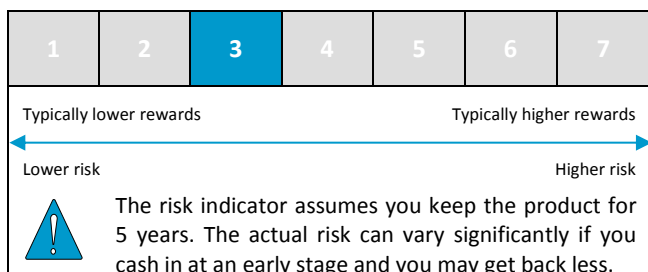 1 2 3 4 5 6 7
Typically lower rewards Typically higher rewards
Lower risk Higher risk
The risk indicator assumes you keep the product for
5 years. The actual risk can vary significantly if you
cash in at an early stage and you may get back less.